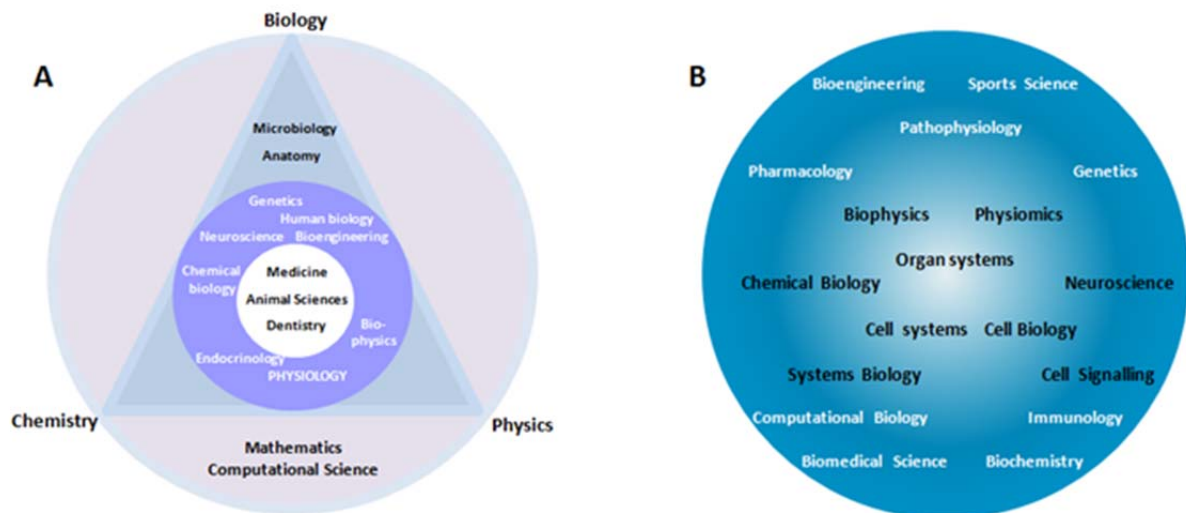 Biology
A
Microbiology
Anatomy
Genetics
Human biology
Neuroscience Bioengineering
Chemical
biology
Medicine
Animal Sciences
Dentistry
Bio-
physics
Endocrinology
PHYSIOLOGY
Chemistry
Physics
Mathematics
Computational Science
B
Bioengineering Sports Science
Pathophysiology
Pharmacology Genetics
Biophysics Physiomics
Organ systems
Chemical Biology Neuroscience
Cell systems Cell Biology
Systems Biology Cell Signalling
Computational Biology Immunology
Biomedical Science Biochemistry